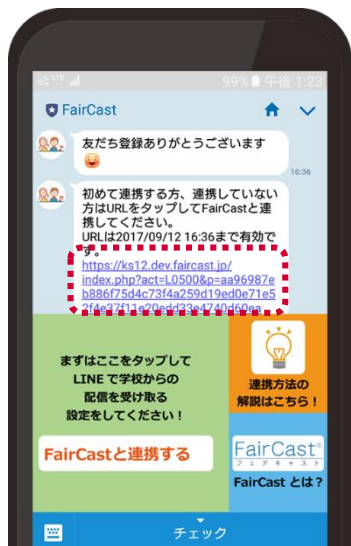 LTE 99% 午後 1:23
FairCast
友だち登録ありがとうございます
16:36
初めて連携する方、連携していない
方はURLをタップしてFairCastと連
携してください。
URLは2017/09/12 16:36まで有効で
す。
https://ks12.dev.faircast.jp/
index.php?act=L0500&p=aa96987e
b886f75d4c73f4a259d19ed0e71e5
2f4e37f11e20edd33e4740d60ea
まずはここをタップして
LINEで学校からの
配信を受け取る
設定をしてください！
FairCastと連携する
連携方法の
解説はこちら！
FairCast®
フェアキャスト
FairCast とは？
チェック